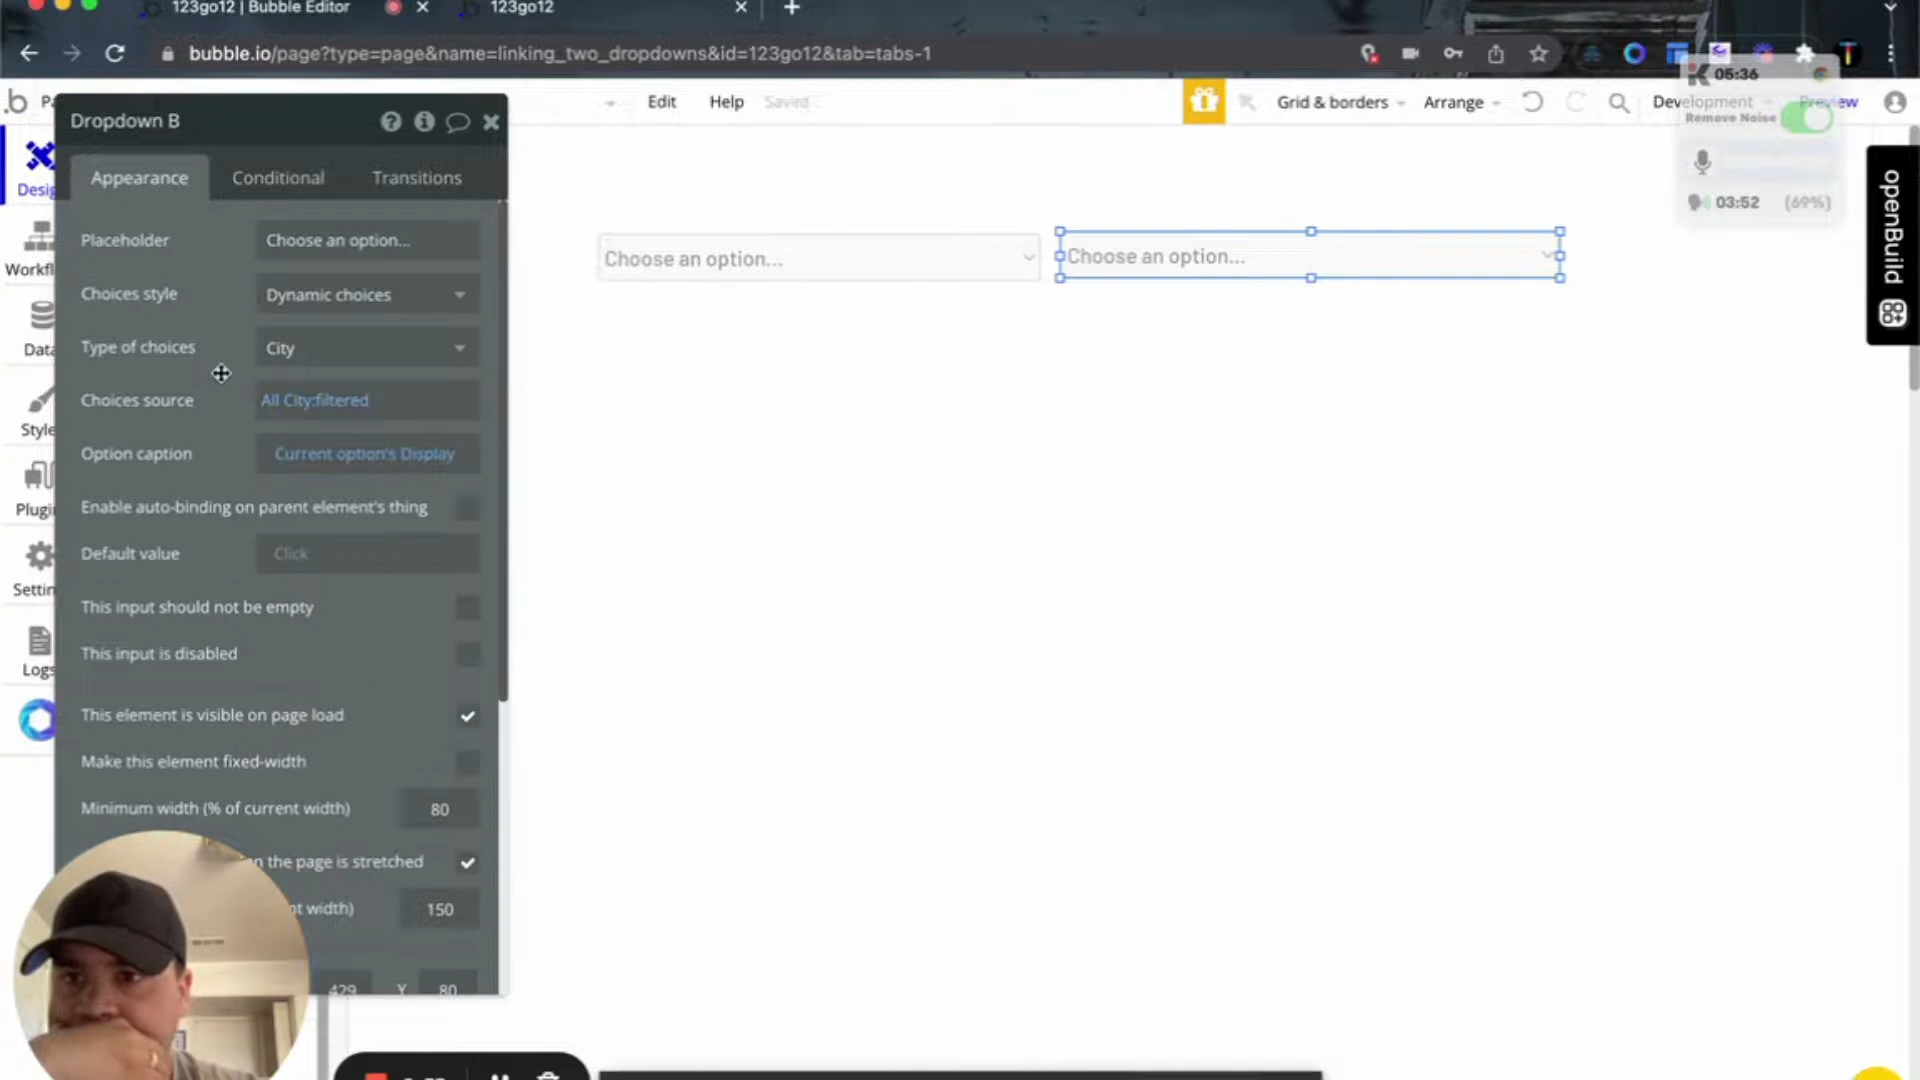 123go12 | Bubble Editor
123go12
bubble.io/page?type=page&name=linking_two_dropdowns&id=123go12&tab=tabs-1
05:36
Edit
Help
Saved
Grid & borders
Arrange
Development
Preview
Remove Noise
03:52
(69%)
openBuild
Dropdown B
Appearance
Conditional
Transitions
Placeholder
Choose an option...
Choices style
Dynamic choices
Type of choices
City
Choices source
All City:filtered
Option caption
Current option's Display
Enable auto-binding on parent element's thing
Default value
Click
This input should not be empty
This input is disabled
This element is visible on page load
Make this element fixed-width
Minimum width (% of current width)
80
the page is stretched
width)
150
429
Y
80
Choose an option...
Choose an option...
Data
Style
Logs